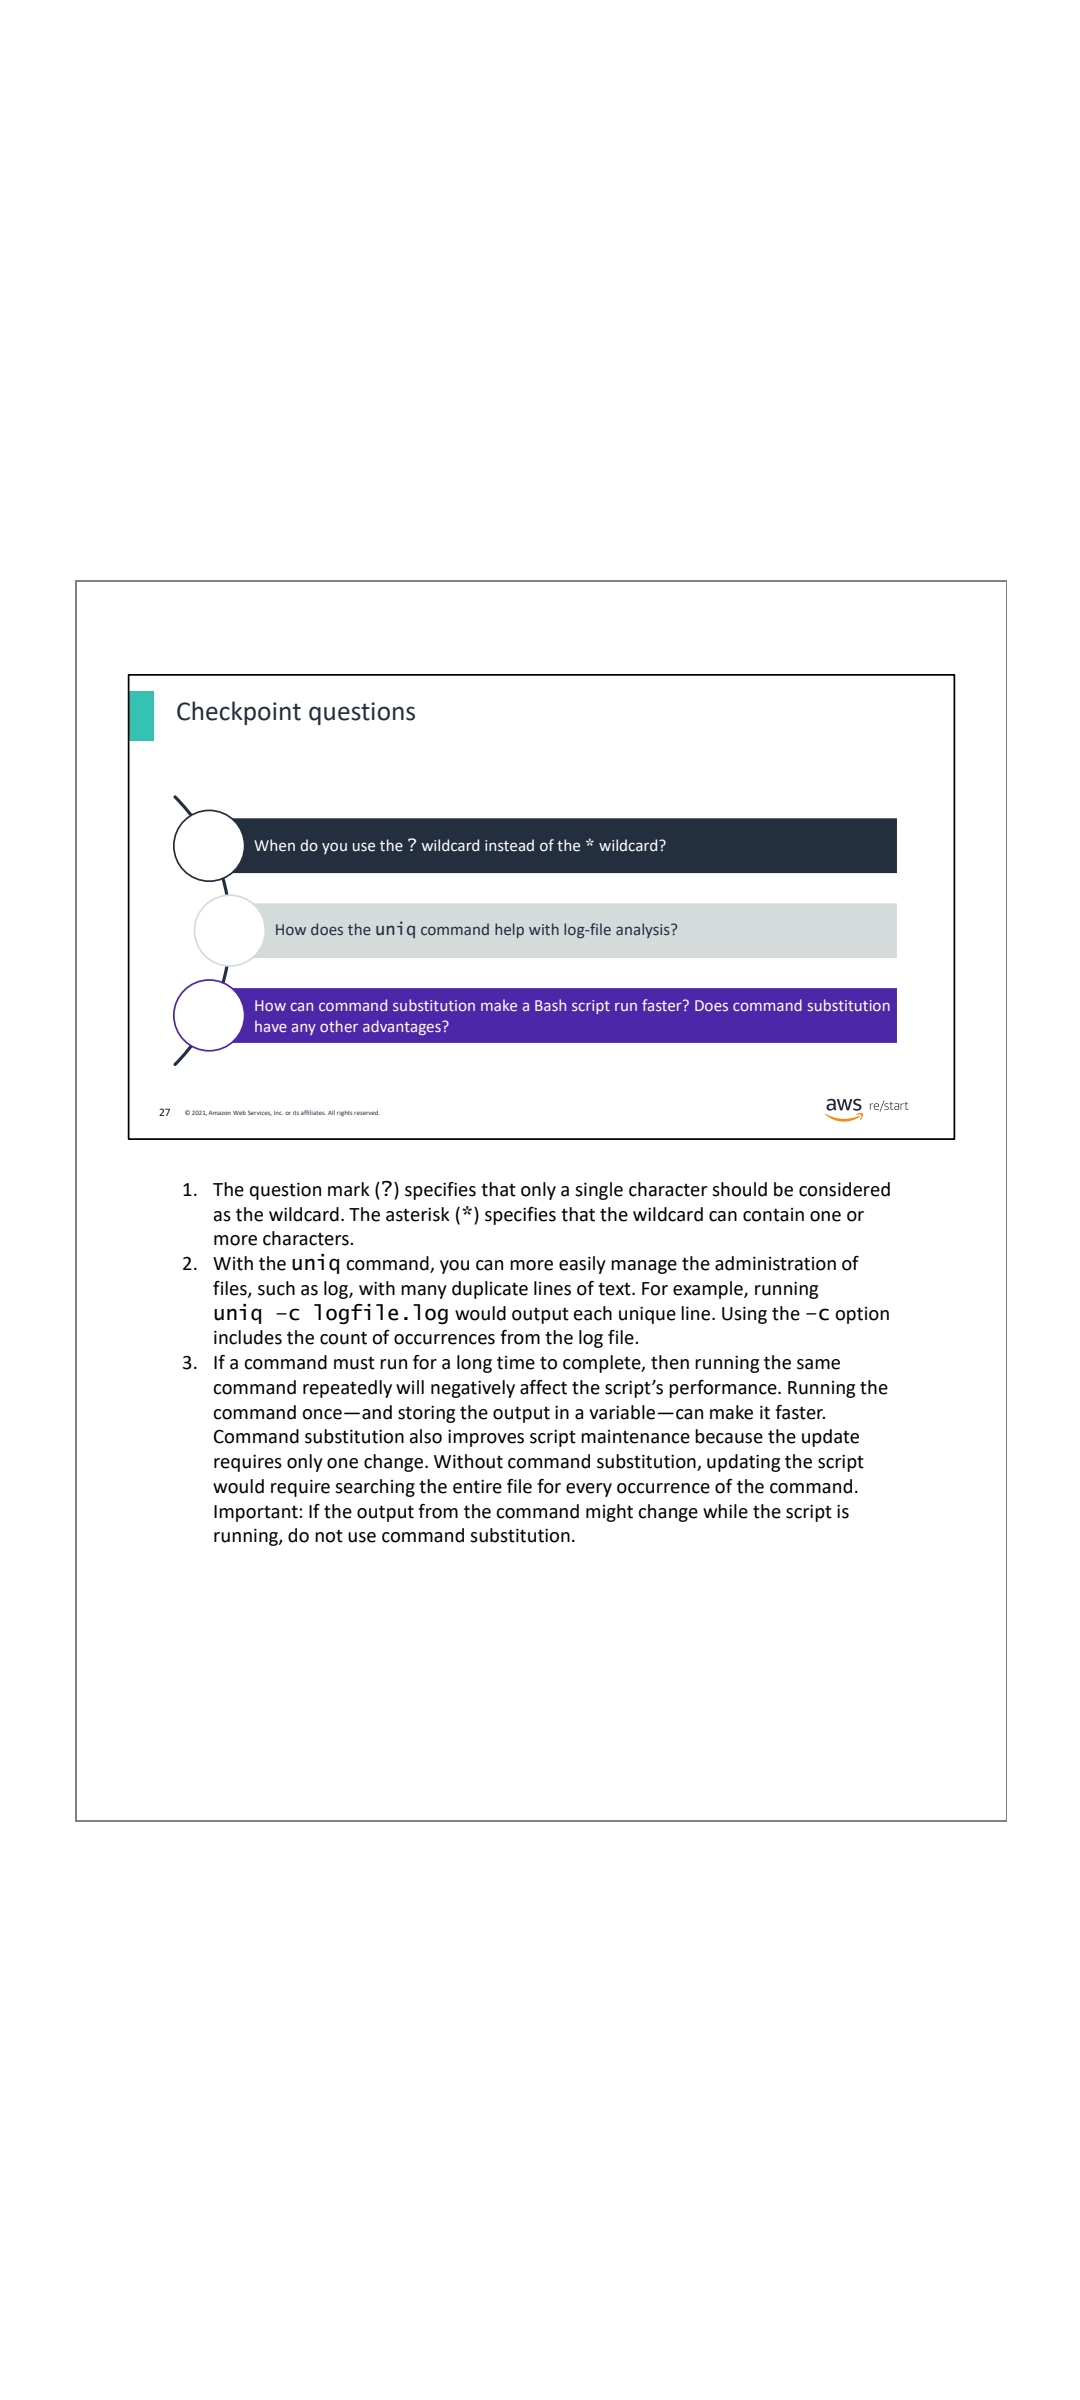 Checkpoint questions
When do you use the ? wildcard instead of the * wildcard?
How does the uniq command help with log-file analysis?
How can command substitution make a Bash script run faster? Does command substitution
have any other advantages?
27 © 2021, Amazon Web Services, Inc. or its affiliates. All rights reserved.
aws re/start
1. The question mark (?) specifies that only a single character should be considered
as the wildcard. The asterisk (*) specifies that the wildcard can contain one or
more characters.
2. With the uniq command, you can more easily manage the administration of
files, such as log, with many duplicate lines of text. For example, running
uniq –c logfile.log would output each unique line. Using the –c option
includes the count of occurrences from the log file.
3. If a command must run for a long time to complete, then running the same
command repeatedly will negatively affect the script’s performance. Running the
command once—and storing the output in a variable—can make it faster.
Command substitution also improves script maintenance because the update
requires only one change. Without command substitution, updating the script
would require searching the entire file for every occurrence of the command.
Important: If the output from the command might change while the script is
running, do not use command substitution.